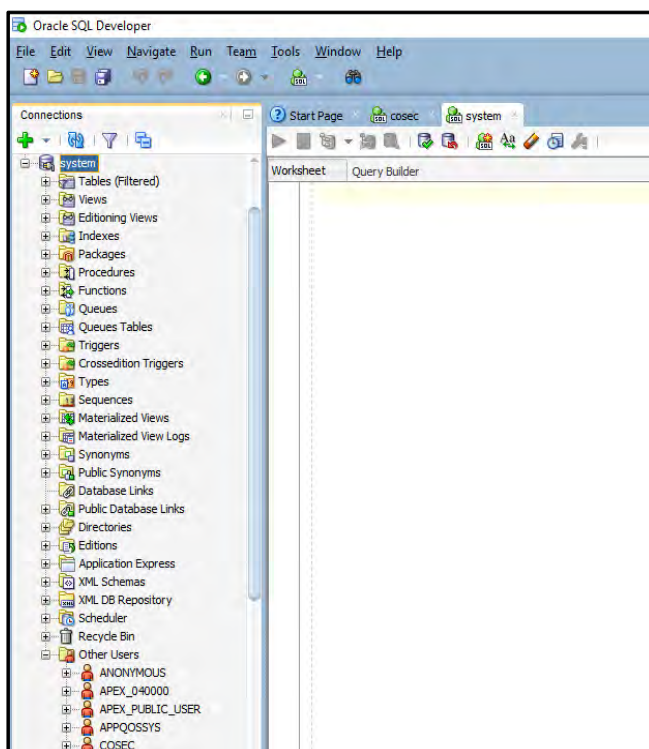 Oracle SQL Developer
File Edit View Navigate Run Team Tools Window Help
Connections
Start Page
cosec
system
system
Worksheet
Query Builder
Tables (Filtered)
Views
Editioning Views
Indexes
Packages
Procedures
Functions
Queues
Queues Tables
Triggers
Crossedition Triggers
Types
Sequences
Materialized Views
Materialized View Logs
Synonyms
Public Synonyms
Database Links
Public Database Links
Directories
Editions
Application Express
XML Schemas
XML DB Repository
Scheduler
Recycle Bin
Other Users
ANONYMOUS
APEX_040000
APEX_PUBLIC_USER
APPQOSSYS
COSEC